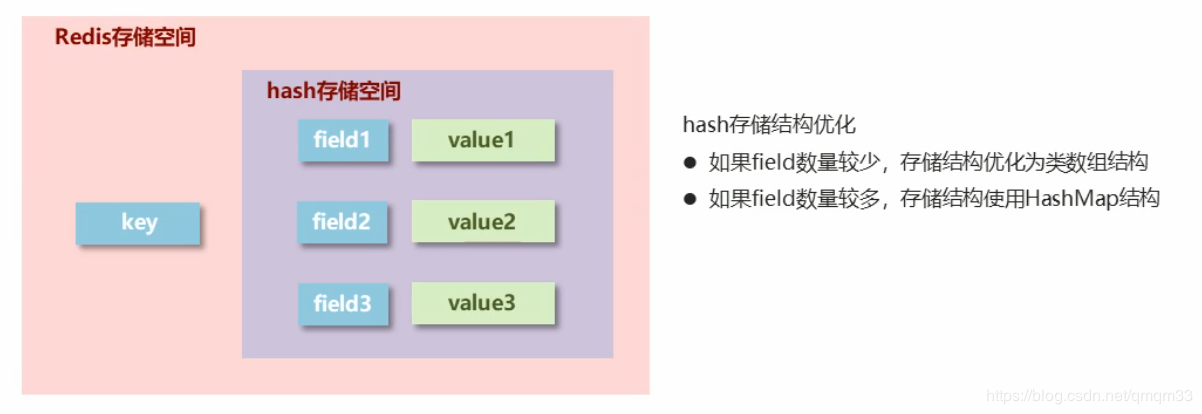 Redis存储空间
hash存储空间
field1 value1
key
field2 value2
field3 value3
hash存储结构优化
● 如果field数量较少，存储结构优化为类数组结构
● 如果field数量较多，存储结构使用HashMap结构
https://blog.csdn.net/qmqm33